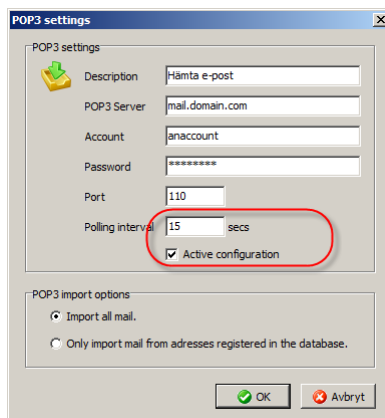 POP3 settings
POP3 settings
Description Hämta e-post
POP3 Server mail.domain.com
Account anaccount
Password ********
Port 110
Polling interval 15 secs
Active configuration
POP3 import options
Import all mail.
Only import mail from adresses registered in the database.
OK Avbryt